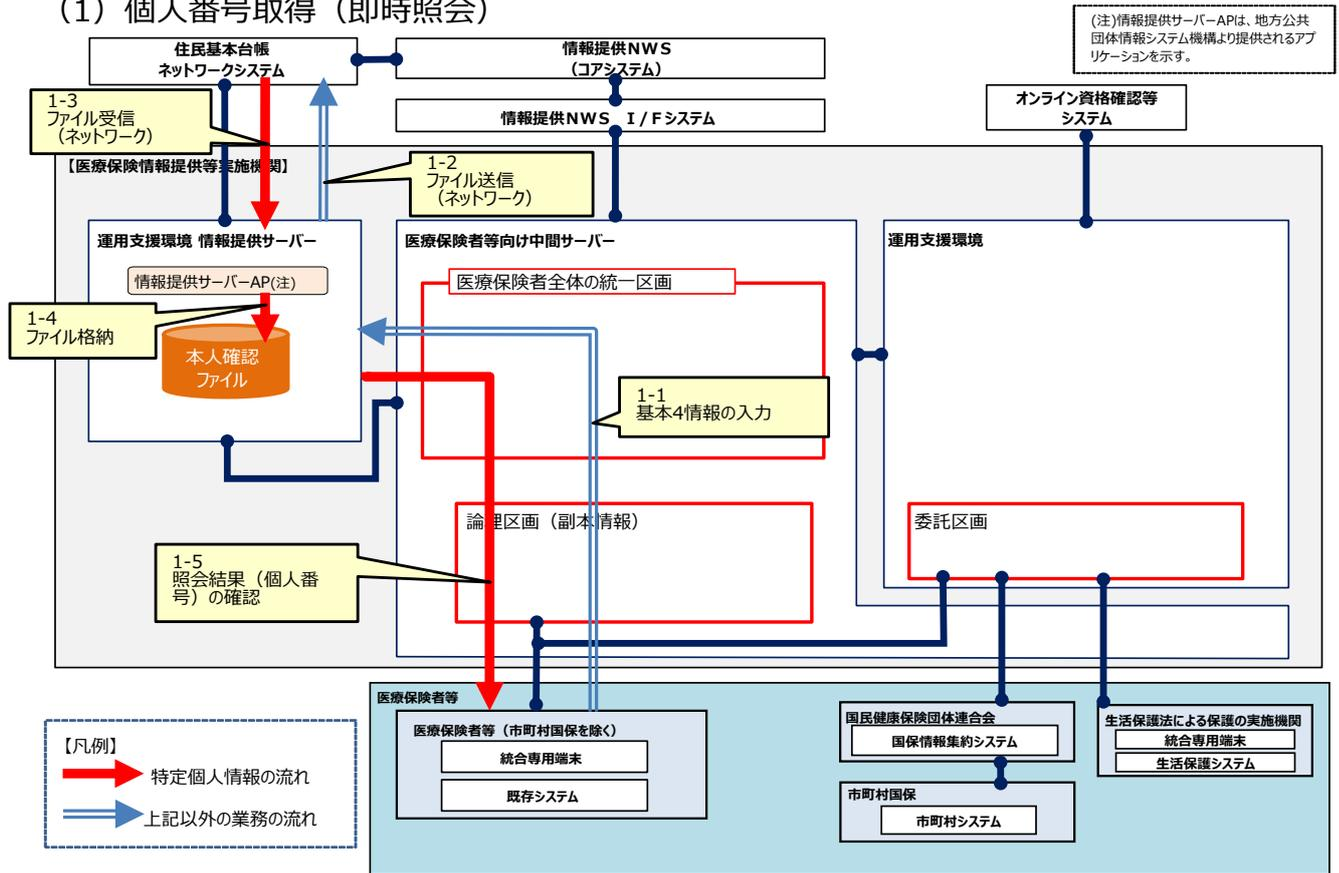 （1）個人番号取得（即時照会）
(注)情報提供サーバーAPは、地方公共
団体情報システム機構より提供されるアプ
リケーションを示す。
住民基本台帳
ネットワークシステム
情報提供NWS
（コアシステム）
情報提供NWS　I/Fシステム
オンライン資格確認等
システム
1-3
ファイル受信
（ネットワーク）
【医療保険情報提供等実施機関】
1-2
ファイル送信
（ネットワーク）
運用支援環境 情報提供サーバー
医療保険者等向け中間サーバー
運用支援環境
情報提供サーバーAP(注)
医療保険者全体の統一区画
1-4
ファイル格納
本人確認
ファイル
1-1
基本4情報の入力
論理区画（副本情報）
委託区画
1-5
照会結果（個人番
号）の確認
医療保険者等
医療保険者等（市町村国保を除く）
統合専用端末
既存システム
国民健康保険団体連合会
国保情報集約システム
市町村国保
市町村システム
生活保護法による保護の実施機関
統合専用端末
生活保護システム
【凡例】
特定個人情報の流れ
上記以外の業務の流れ